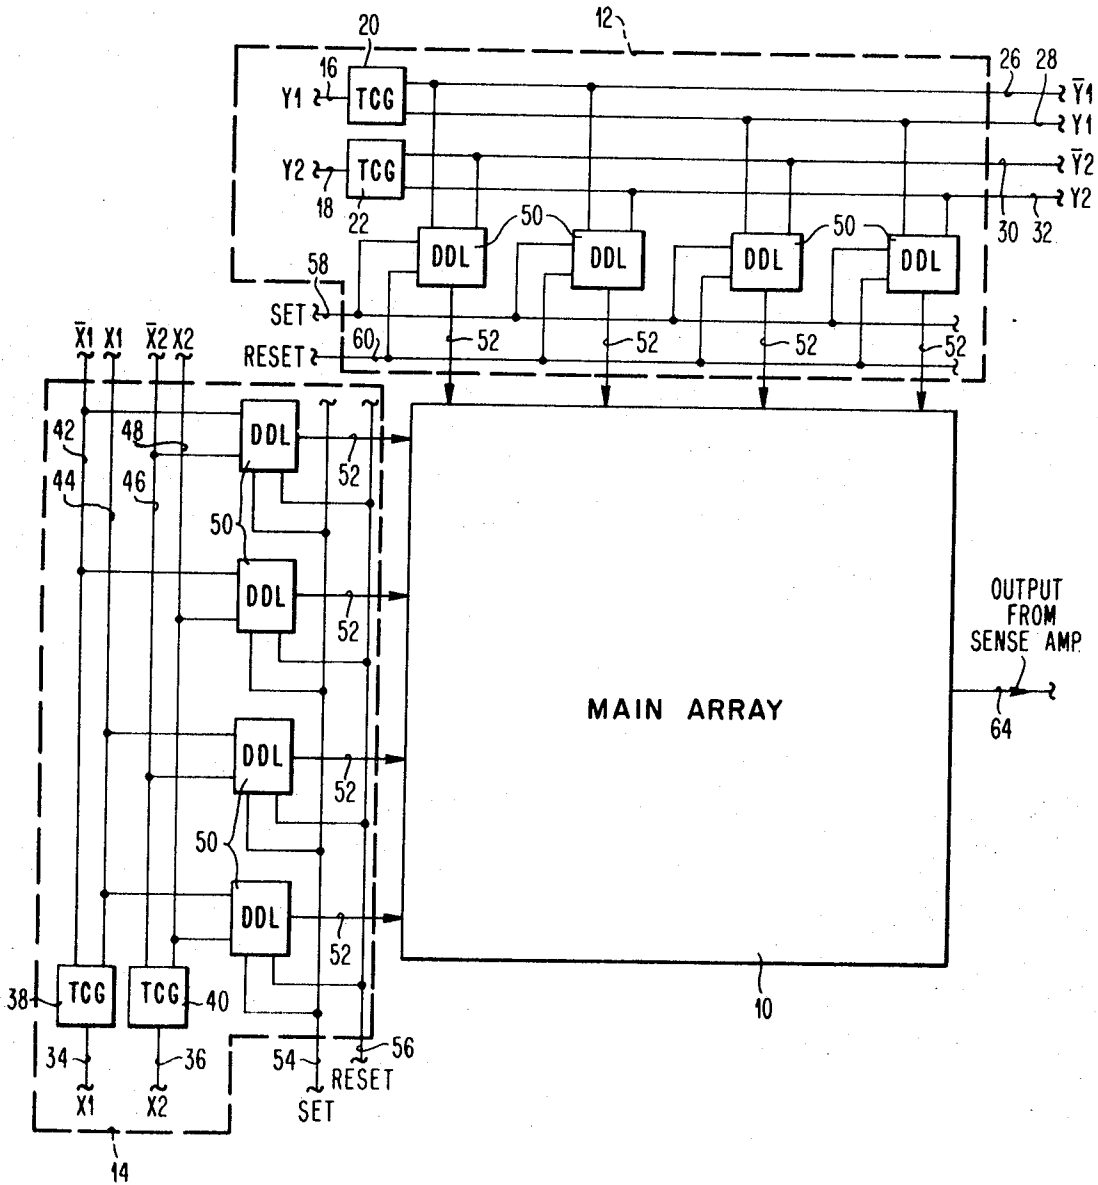 12
20
16
Y1
TCG
26
28
Y̅1
Y1
Y2
TCG
18
22
Y̅2
Y2
30
32
50
50
DDL
DDL
DDL
DDL
58
SET
RESET
60
52
52
52
52
X̅1
X1
X̅2
X2
42
48
44
46
DDL
52
50
DDL
52
DDL
52
50
DDL
52
MAIN ARRAY
OUTPUT
FROM
SENSE AMP.
64
10
38
TCG
TCG
40
34
36
X1
X2
54
56
RESET
SET
14